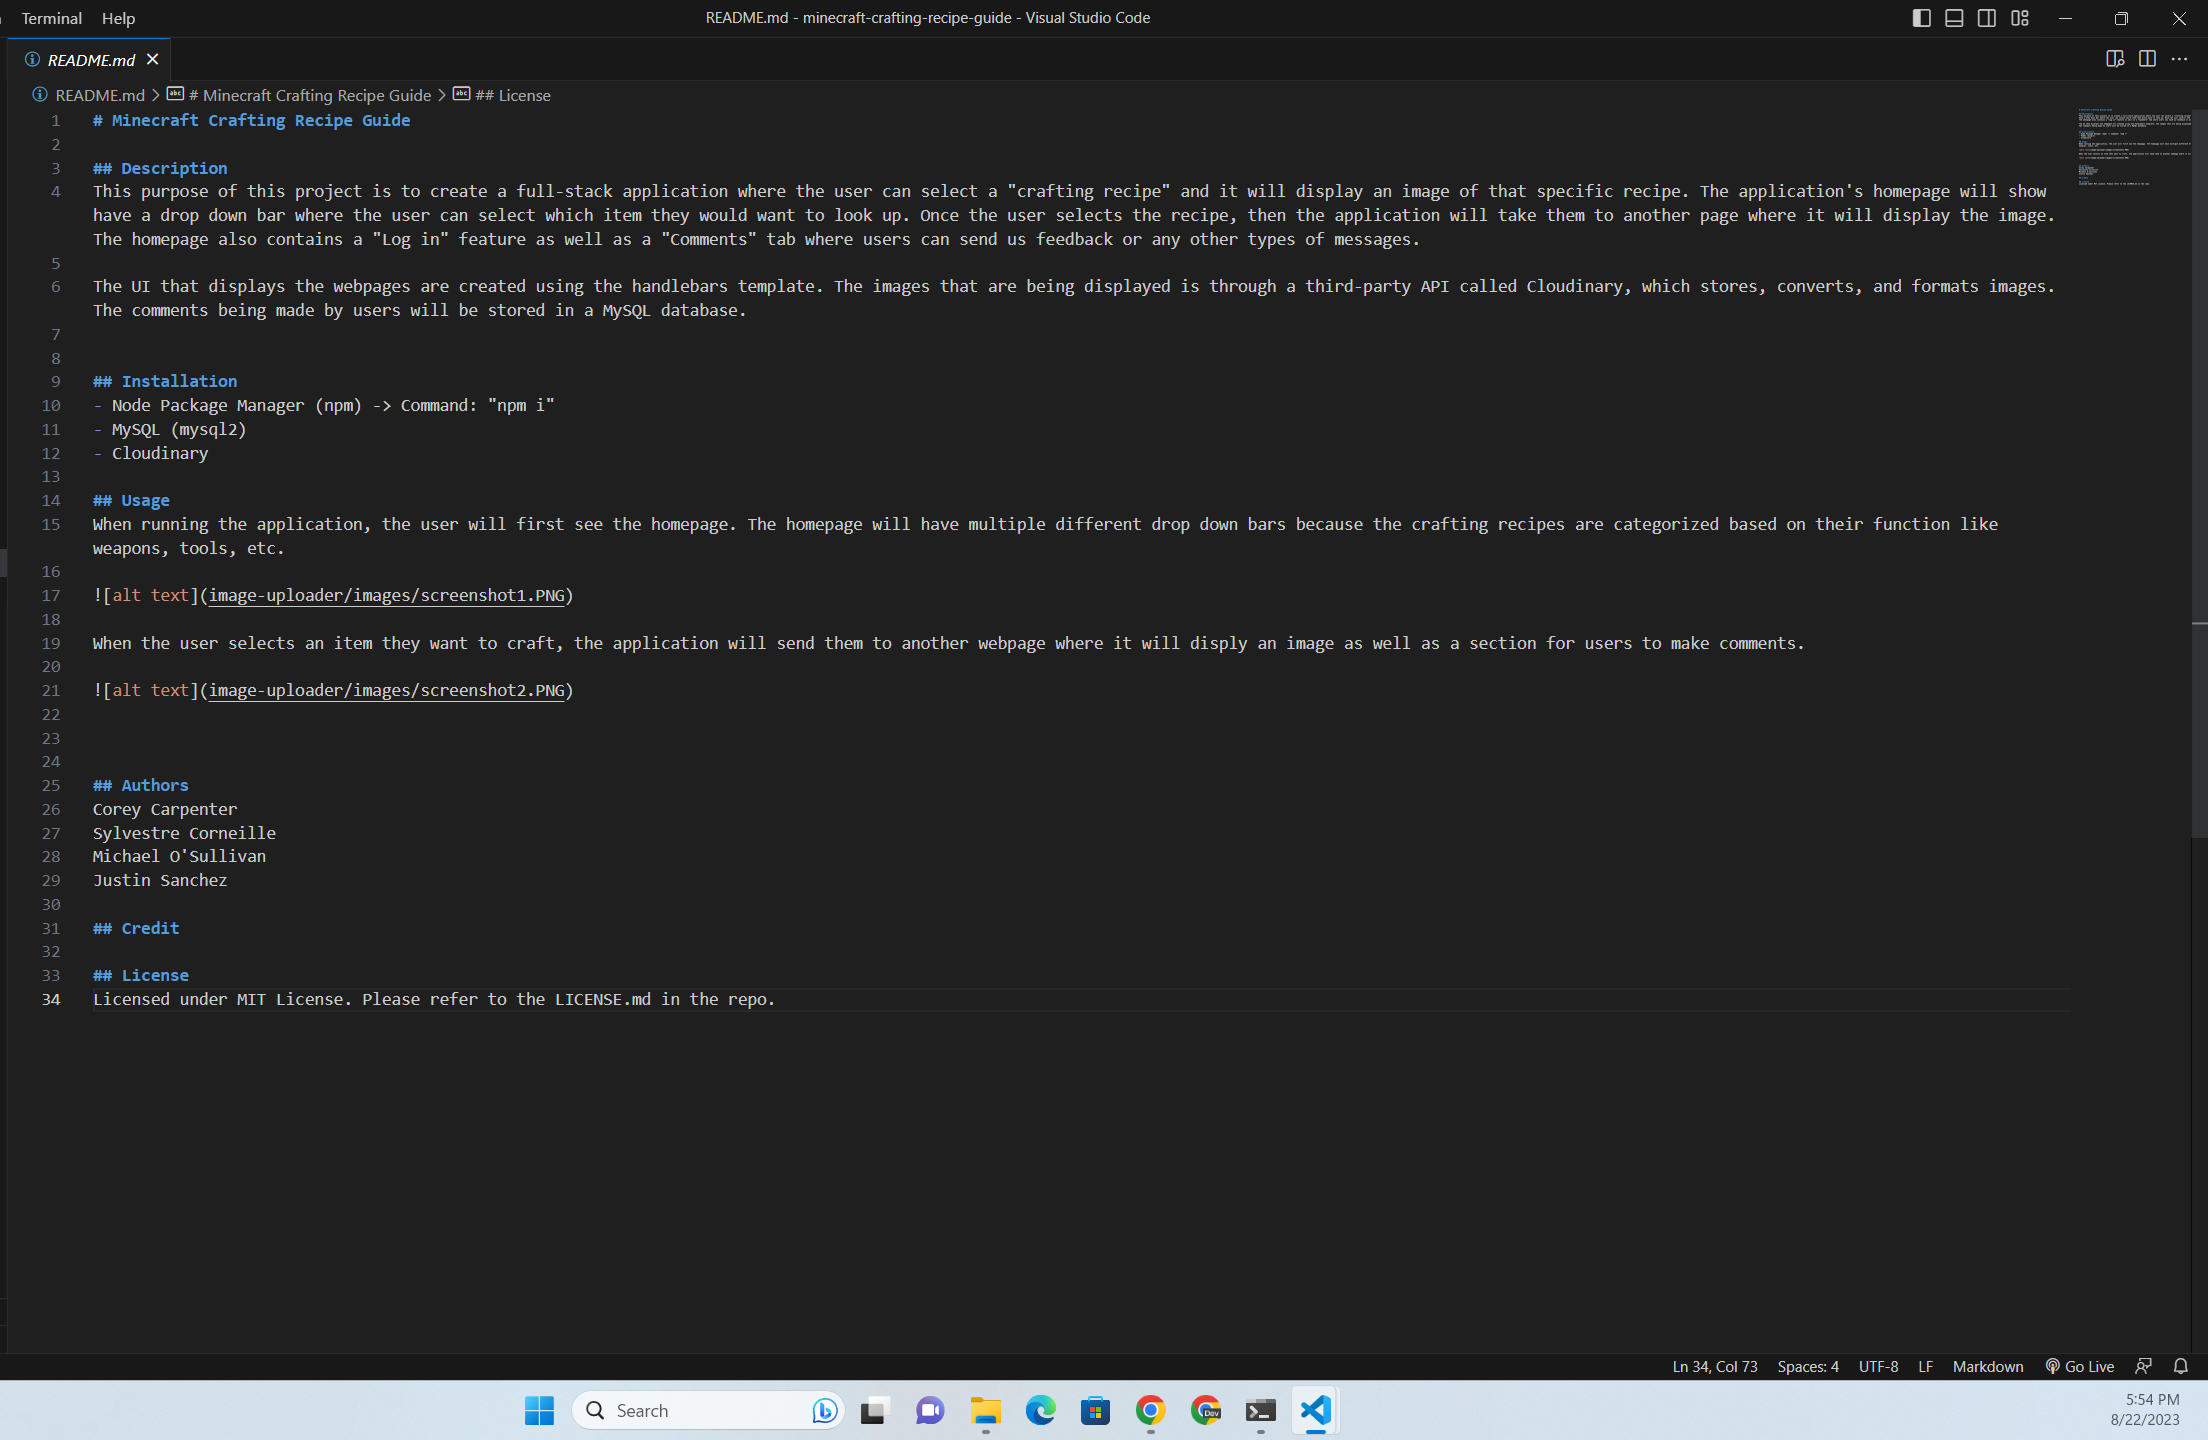 Terminal Help README.md - minecraft-crafting-recipe-guide - Visual Studio Code
README.md
README.md > # Minecraft Crafting Recipe Guide > ## License
1 # Minecraft Crafting Recipe Guide
2
3 ## Description
4 This purpose of this project is to create a full-stack application where the user can select a "crafting recipe" and it will display an image of that specific recipe. The application's homepage will show
have a drop down bar where the user can select which item they would want to look up. Once the user selects the recipe, then the application will take them to another page where it will display the image.
The homepage also contains a "Log in" feature as well as a "Comments" tab where users can send us feedback or any other types of messages.
5
6 The UI that displays the webpages are created using the handlebars template. The images that are being displayed is through a third-party API called Cloudinary, which stores, converts, and formats images.
The comments being made by users will be stored in a MySQL database.
7
8
9 ## Installation
10 - Node Package Manager (npm) -> Command: "npm i"
11 - MySQL (mysql2)
12 - Cloudinary
13
14 ## Usage
15 When running the application, the user will first see the homepage. The homepage will have multiple different drop down bars because the crafting recipes are categorized based on their function like
weapons, tools, etc.
16
17 ![alt text](image-uploader/images/screenshot1.PNG)
18
19 When the user selects an item they want to craft, the application will send them to another webpage where it will disply an image as well as a section for users to make comments.
20
21 ![alt text](image-uploader/images/screenshot2.PNG)
22
23
24
25 ## Authors
26 Corey Carpenter
27 Sylvestre Corneille
28 Michael O'Sullivan
29 Justin Sanchez
30
31 ## Credit
32
33 ## License
34 Licensed under MIT License. Please refer to the LICENSE.md in the repo.
Ln 34, Col 73 Spaces: 4 UTF-8 LF Markdown Go Live
Search Dev 5:54 PM
8/22/2023